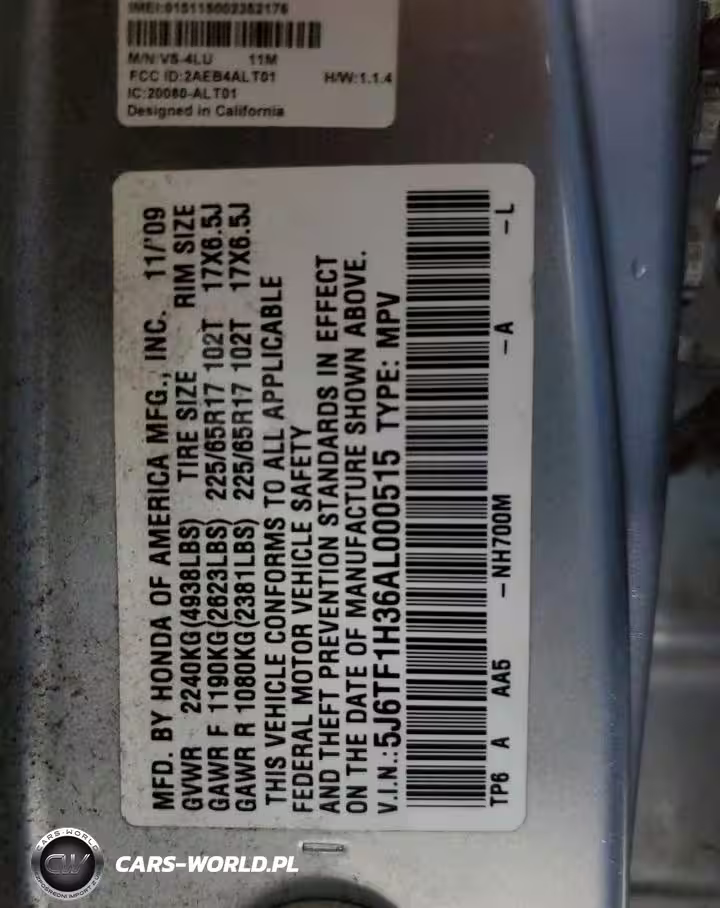 IMEI:015115002352176
M/N:VS-4LU 11M
FCC ID:2AEB4ALT01 H/W:1.1.4
IC:20080-ALT01
Designed in California
MFD. BY HONDA OF AMERICA MFG., INC. 11/'09
GVWR 2240KG(4938LBS) TIRE SIZE RIM SIZE
GAWR F 1190KG(2623LBS) 225/65R17 102T 17X6.5J
GAWR R 1080KG(2381LBS) 225/65R17 102T 17X6.5J
THIS VEHICLE CONFORMS TO ALL APPLICABLE
FEDERAL MOTOR VEHICLE SAFETY
AND THEFT PREVENTION STANDARDS IN EFFECT
ON THE DATE OF MANUFACTURE SHOWN ABOVE.
V.I.N.:5J6TF1H36AL000515 TYPE: MPV
TP6 A AA5 -NH700M -A -L
CARS-WORLD
CW
CARS-WORLD.PL